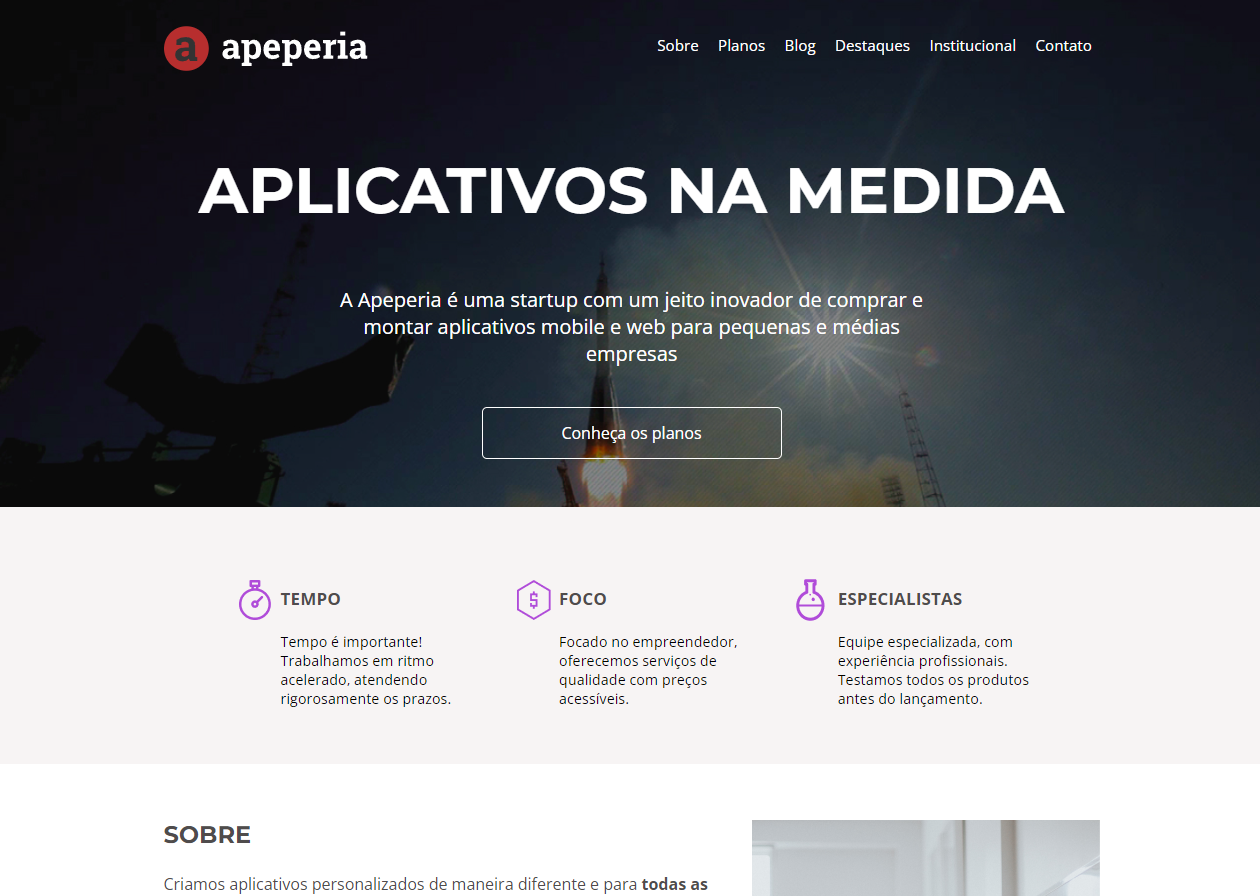 a apeperia
Sobre Planos Blog Destaques Institucional Contato
APLICATIVOS NA MEDIDA
A Apeperia é uma startup com um jeito inovador de comprar e
montar aplicativos mobile e web para pequenas e médias
empresas
Conheça os planos
TEMPO
Tempo é importante!
Trabalhamos em ritmo
acelerado, atendendo
rigorosamente os prazos.
$
FOCO
Focado no empreendedor,
oferecemos serviços de
qualidade com preços
acessíveis.
ESPECIALISTAS
Equipe especializada, com
experiência profissionais.
Testamos todos os produtos
antes do lançamento.
SOBRE
Criamos aplicativos personalizados de maneira diferente e para todas as